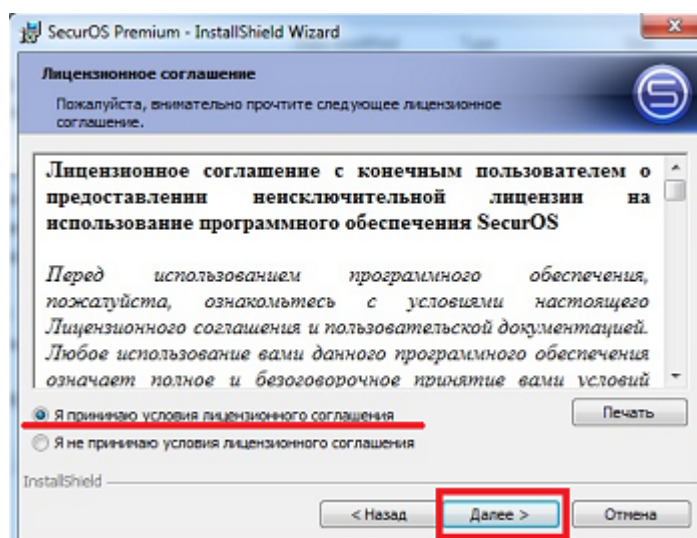 SecurOS Premium - InstallShield Wizard
Лицензионное соглашение
Пожалуйста, внимательно прочтите следующее лицензионное
соглашение.
Лицензионное соглашение с конечным пользователем о
предоставлении неисключительной лицензии на
использование программного обеспечения SecurOS
Перед использованием программного обеспечения,
пожалуйста, ознакомьтесь с условиями настоящего
Лицензионного соглашения и пользовательской документацией.
Любое использование вами данного программного обеспечения
означает полное и безоговорочное принятие вами условий
Я принимаю условия лицензионного соглашения
Печать
Я не принимаю условия лицензионного соглашения
InstallShield
< Назад
Далее >
Отмена